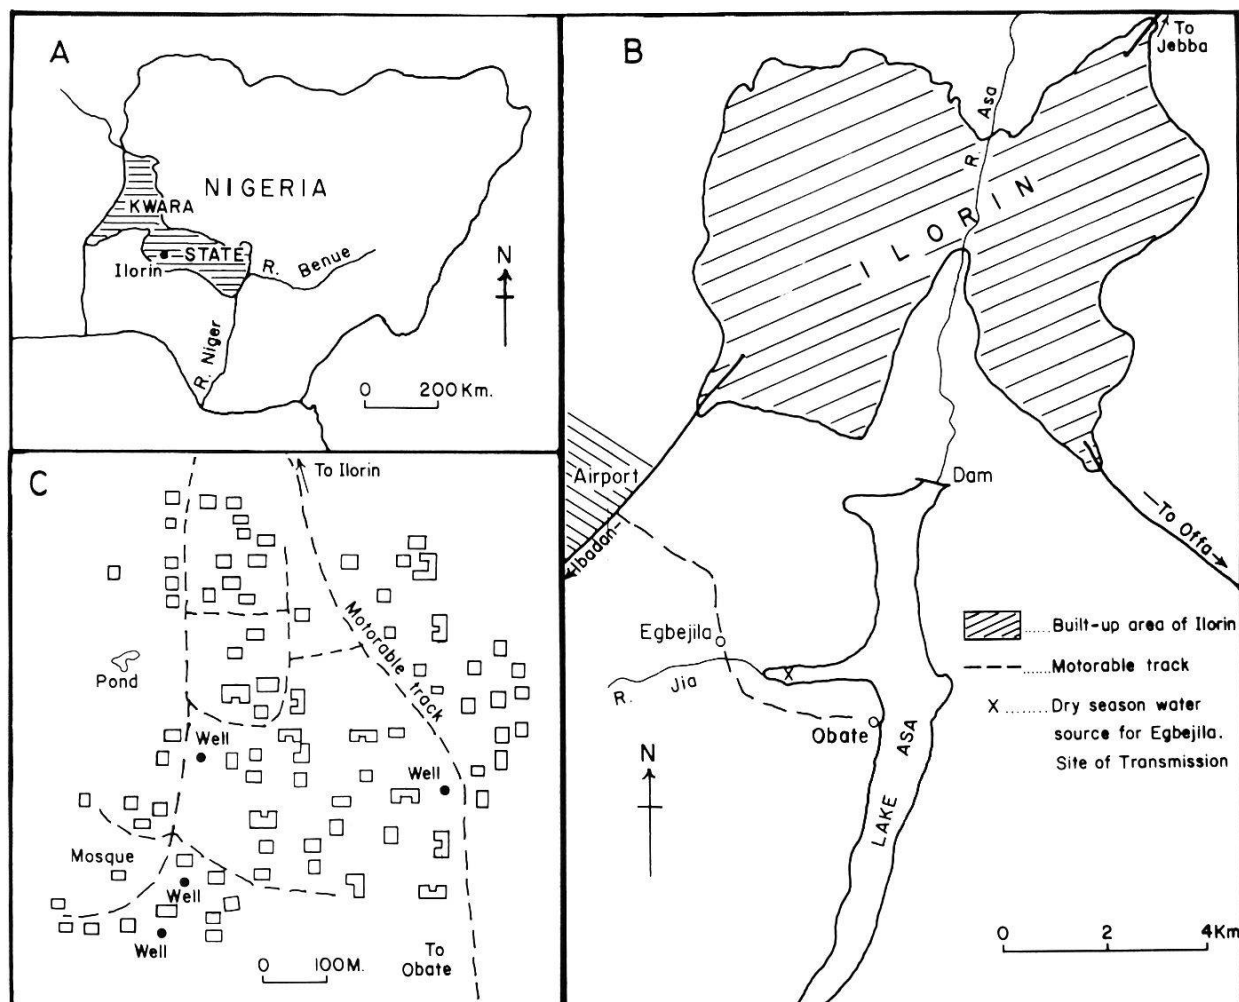 A
NIGERIA
KWARA
STATE
Ilorin
R. Benue
R. Niger
N
0 200 Km.
B
To
Jebba
R. Asa
ILORIN
Airport
Ibadan
Dam
To Offa
Egbejila
R. Jia
Obate
LAKE ASA
N
......Built-up area of Ilorin
......Motorable track
X ........Dry season water
source for Egbejila.
Site of Transmission
0 2 4Km
C
To Ilorin
Motorable track
Pond
Well
Well
Mosque
Well
Well
To
Obate
0 100M.